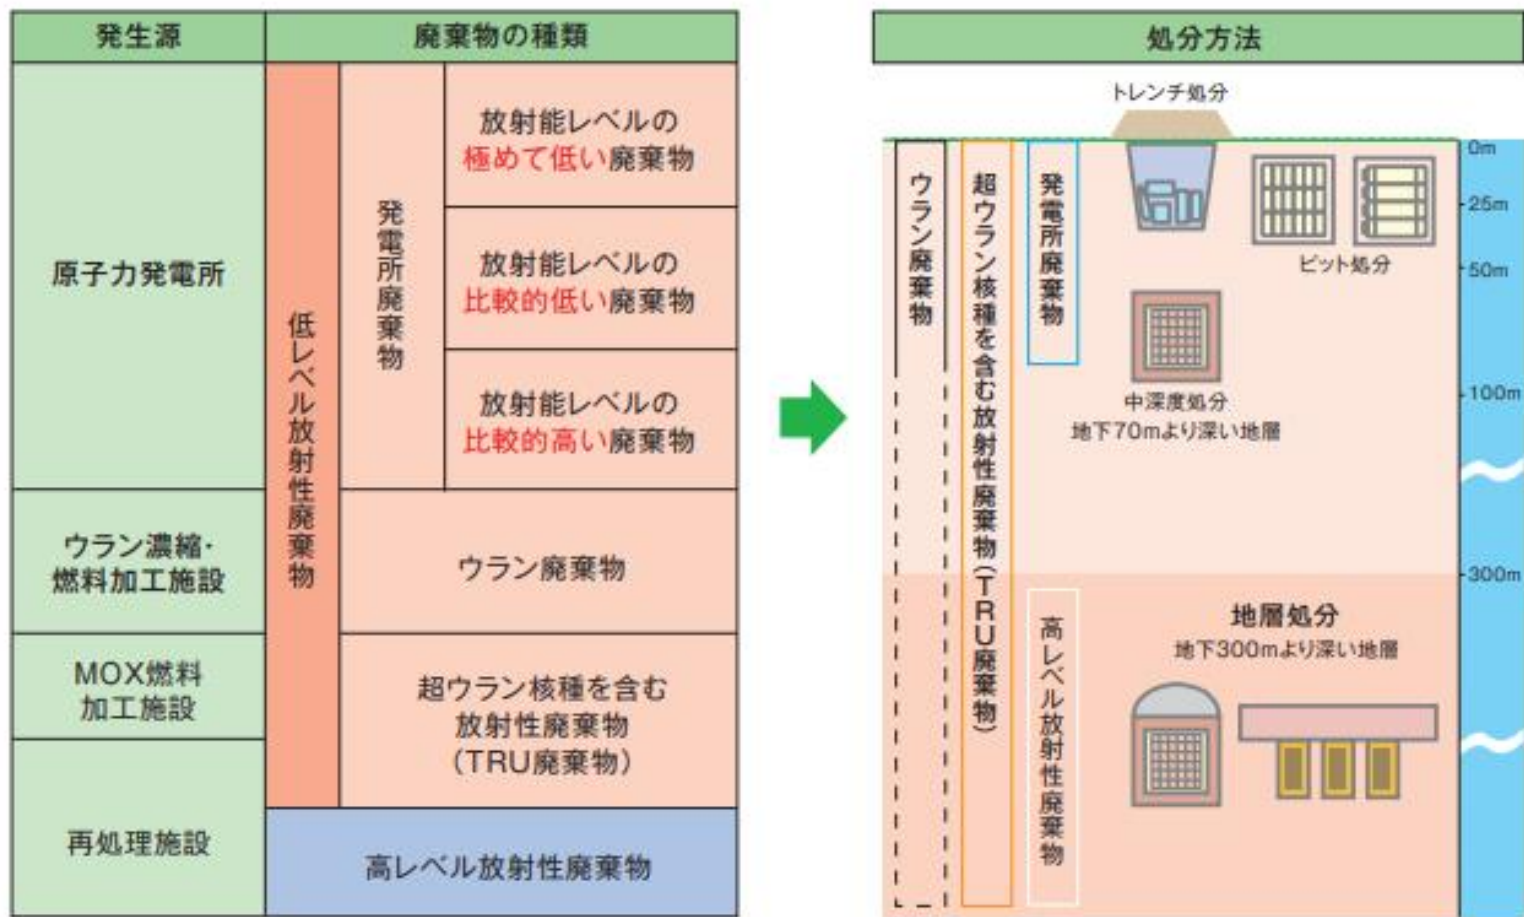 発生源
廃棄物の種類
原子力発電所
低レベル放射性廃棄物
発電所廃棄物
放射能レベルの
極めて低い廃棄物
放射能レベルの
比較的低い廃棄物
放射能レベルの
比較的高い廃棄物
ウラン濃縮・
燃料加工施設
ウラン廃棄物
MOX燃料
加工施設
超ウラン核種を含む
放射性廃棄物
(TRU廃棄物)
再処理施設
高レベル放射性廃棄物
処分方法
トレンチ処分
ウラン廃棄物
超ウラン核種を含む放射性廃棄物(TRU廃棄物)
発電所廃棄物
ピット処分
中深度処分
地下70mより深い地層
高レベル放射性廃棄物
地層処分
地下300mより深い地層
0m
25m
50m
100m
300m